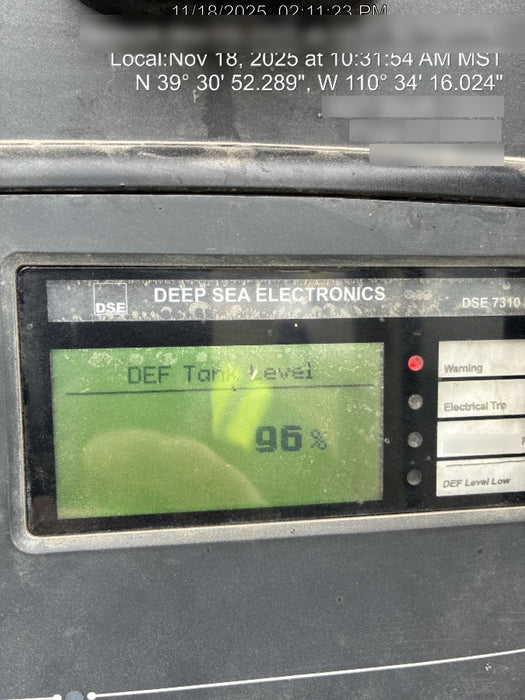 11/18/2025 02:11:23 PM
Local:Nov 18, 2025 at 10:31:54 AM MST
N 39° 30' 52.289", W 110° 34' 16.024"
DSE
DEEP SEA ELECTRONICS
DSE 7310
DEF Tank Level
96 %
Warning
Electrical Trip
DEF Level Low